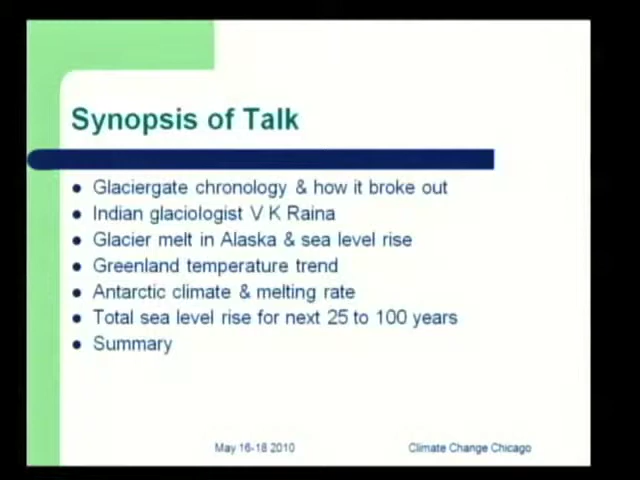 Synopsis of Talk
Glaciergate chronology & how it broke out
Indian glaciologist V K Raina
Glacier melt in Alaska & sea level rise
Greenland temperature trend
Antarctic climate & melting rate
Total sea level rise for next 25 to 100 years
Summary
May 16-18 2010
Climate Change Chicago